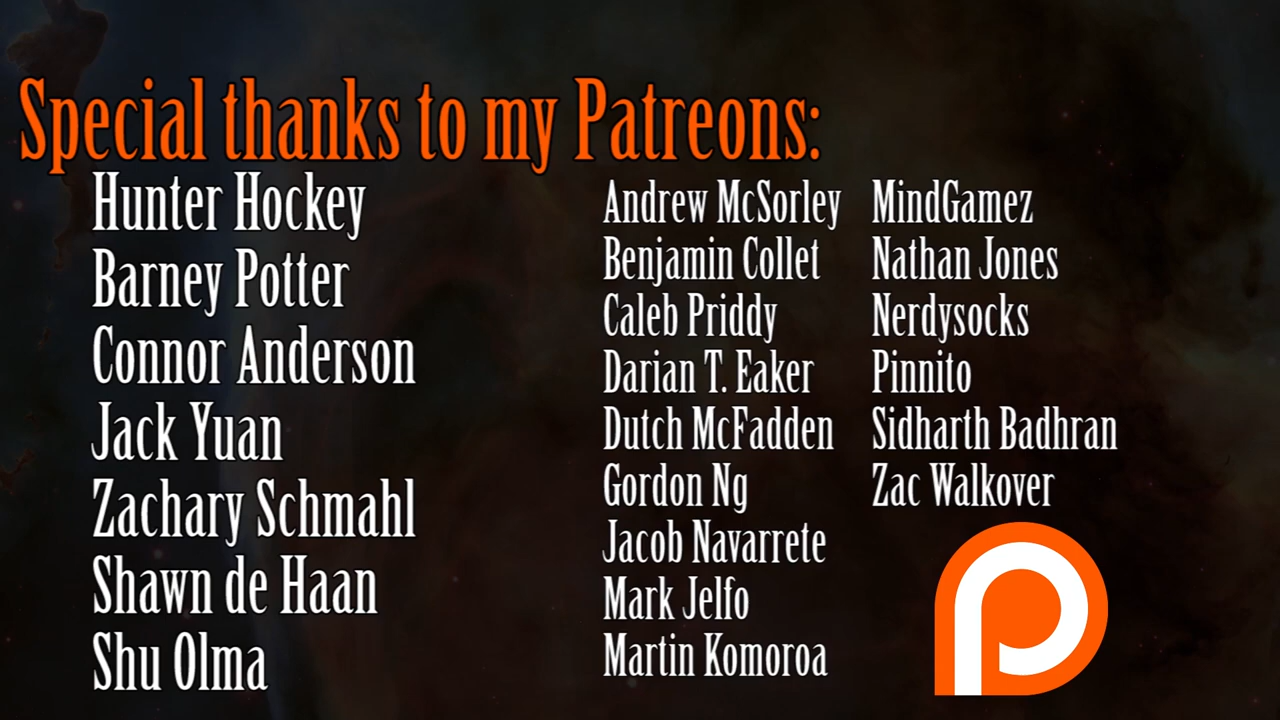 Special thanks to my Patreons:
Hunter Hockey
Barney Potter
Connor Anderson
Jack Yuan
Zachary Schmahl
Shawn de Haan
Shu Olma
Andrew McSorley
Benjamin Collet
Caleb Priddy
Darian T. Eaker
Dutch McFadden
Gordon Ng
Jacob Navarrete
Mark Jelfo
Martin Komoroa
MindGamez
Nathan Jones
Nerdysocks
Pinnito
Sidharth Badhran
Zac Walkover